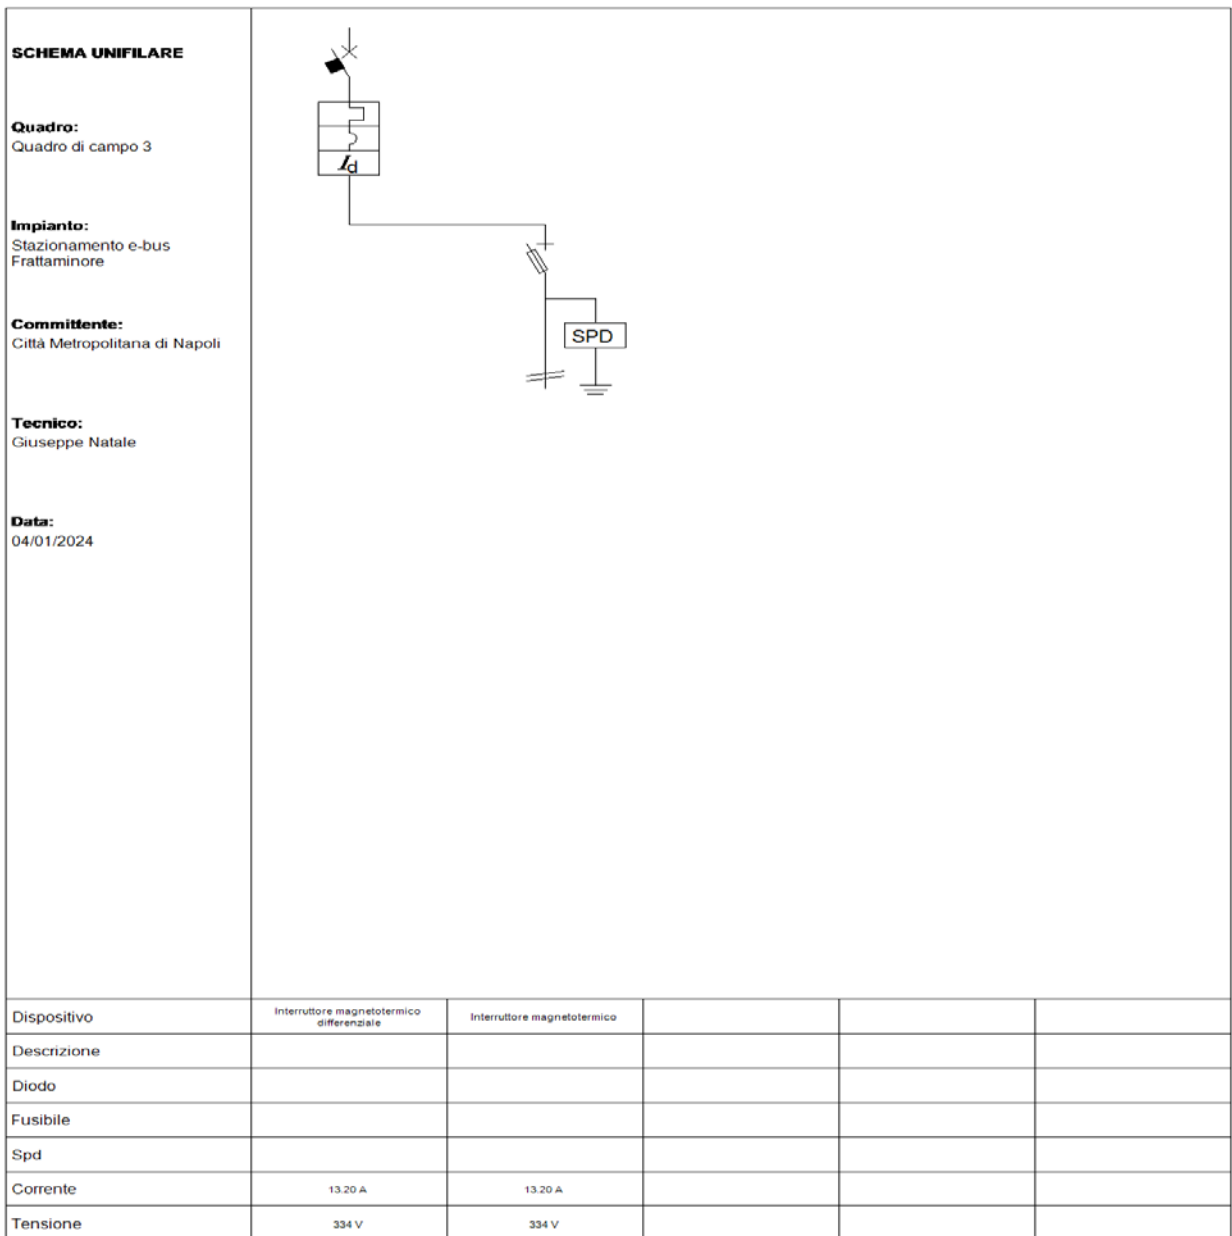 SCHEMA UNIFILARE
Quadro:
Quadro di campo 3
Impianto:
Stazionamento e-bus
Frattaminore
Committente:
Città Metropolitana di Napoli
Tecnico:
Giuseppe Natale
Data:
04/01/2024
Id
SPD
Dispositivo
Interruttore magnetotermico
differenziale
Interruttore magnetotermico
Descrizione
Diodo
Fusibile
Spd
Corrente 13.20 A 13.20 A
Tensione 334 V 334 V